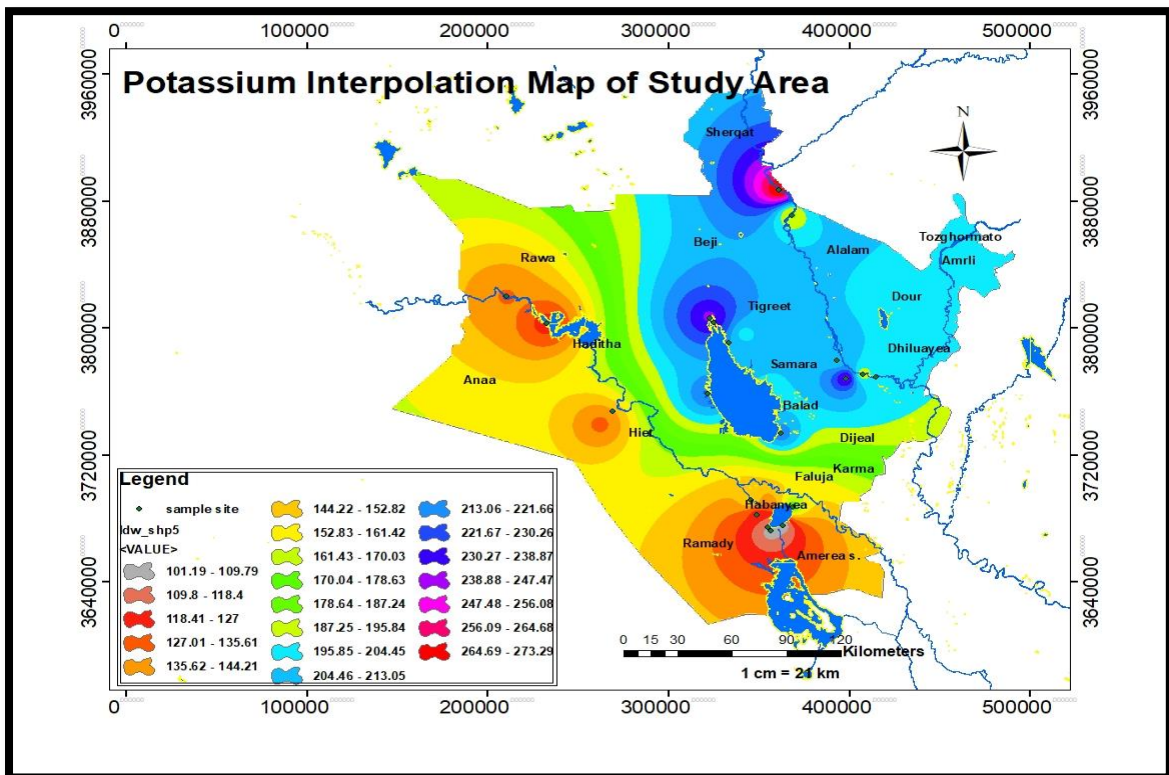 0 100000 200000 300000 400000 500000
Potassium Interpolation Map of Study Area
3960000 3960000
N
Sherqat
3880000 3880000
Tozghormato
Beji Alalam
Amrli
Rawa
Dour
Tigreet
3800000 3800000
Haditha
Dhiluayea
Samara
Anaa
Balad
Hiet
Dijeal
3720000 3720000
Karma
Faluja
Habanyea
Ramady
Amerea s.
3640000 3640000
Legend
sample site
Idw_shp5
<VALUE>
101.19 - 109.79
109.8 - 118.4
118.41 - 127
127.01 - 135.61
135.62 - 144.21
144.22 - 152.82
152.83 - 161.42
161.43 - 170.03
170.04 - 178.63
178.64 - 187.24
187.25 - 195.84
195.85 - 204.45
204.46 - 213.05
213.06 - 221.66
221.67 - 230.26
230.27 - 238.87
238.88 - 247.47
247.48 - 256.08
256.09 - 264.68
264.69 - 273.29
0 15 30 60 90 120
Kilometers
1 cm = 21 km
0 100000 200000 300000 400000 500000